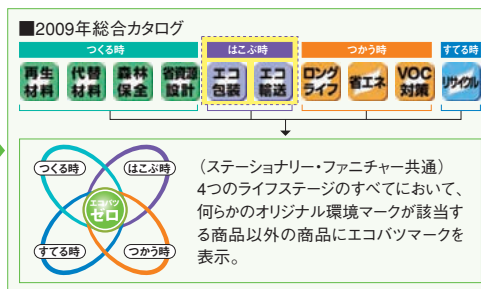 ■2009年総合カタログ
つくる時 はこぶ時 つかう時 すてる時
再生材料 代替材料 森林保全 省資源設計 エコ包装 エコ輸送 ロングライフ 省エネ VOC対策 リサイクル
つくる時 はこぶ時
エコバツ
ゼロ
すてる時 つかう時
(ステーショナリー・ファニチャー共通)
4つのライフステージのすべてにおいて、
何らかのオリジナル環境マークが該当す
る商品以外の商品にエコバツマークを
表示。